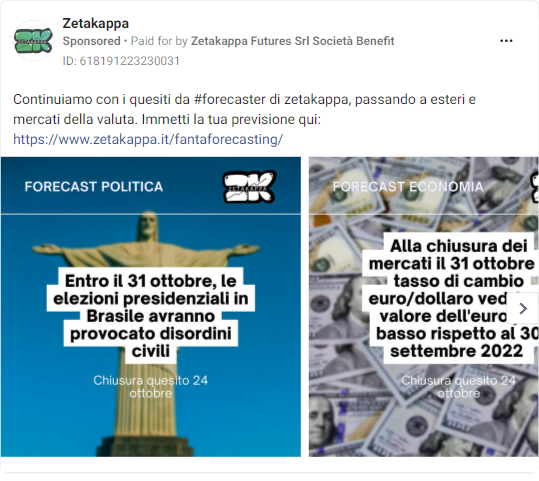 Zetakappa
Sponsored • Paid for by Zetakappa Futures Srl Società Benefit
ID: 618191223230031
Continuiamo con i quesiti da #forecaster di zetakappa, passando a esteri e
mercati della valuta. Immetti la tua previsione qui:
https://www.zetakappa.it/fantaforecasting/
FORECAST POLITICA
ZK
ZETAKAPPA
Entro il 31 ottobre, le
elezioni presidenziali in
Brasile avranno
provocato disordini
civili
Chiusura quesito 24
ottobre
FORECAST ECONOMIA
Alla chiusura dei
mercati il 31 ottobre
tasso di cambio
euro/dollaro ved
valore dell'euro
basso rispetto al 30
settembre 2022
Chiusura quesito 24
ottobre